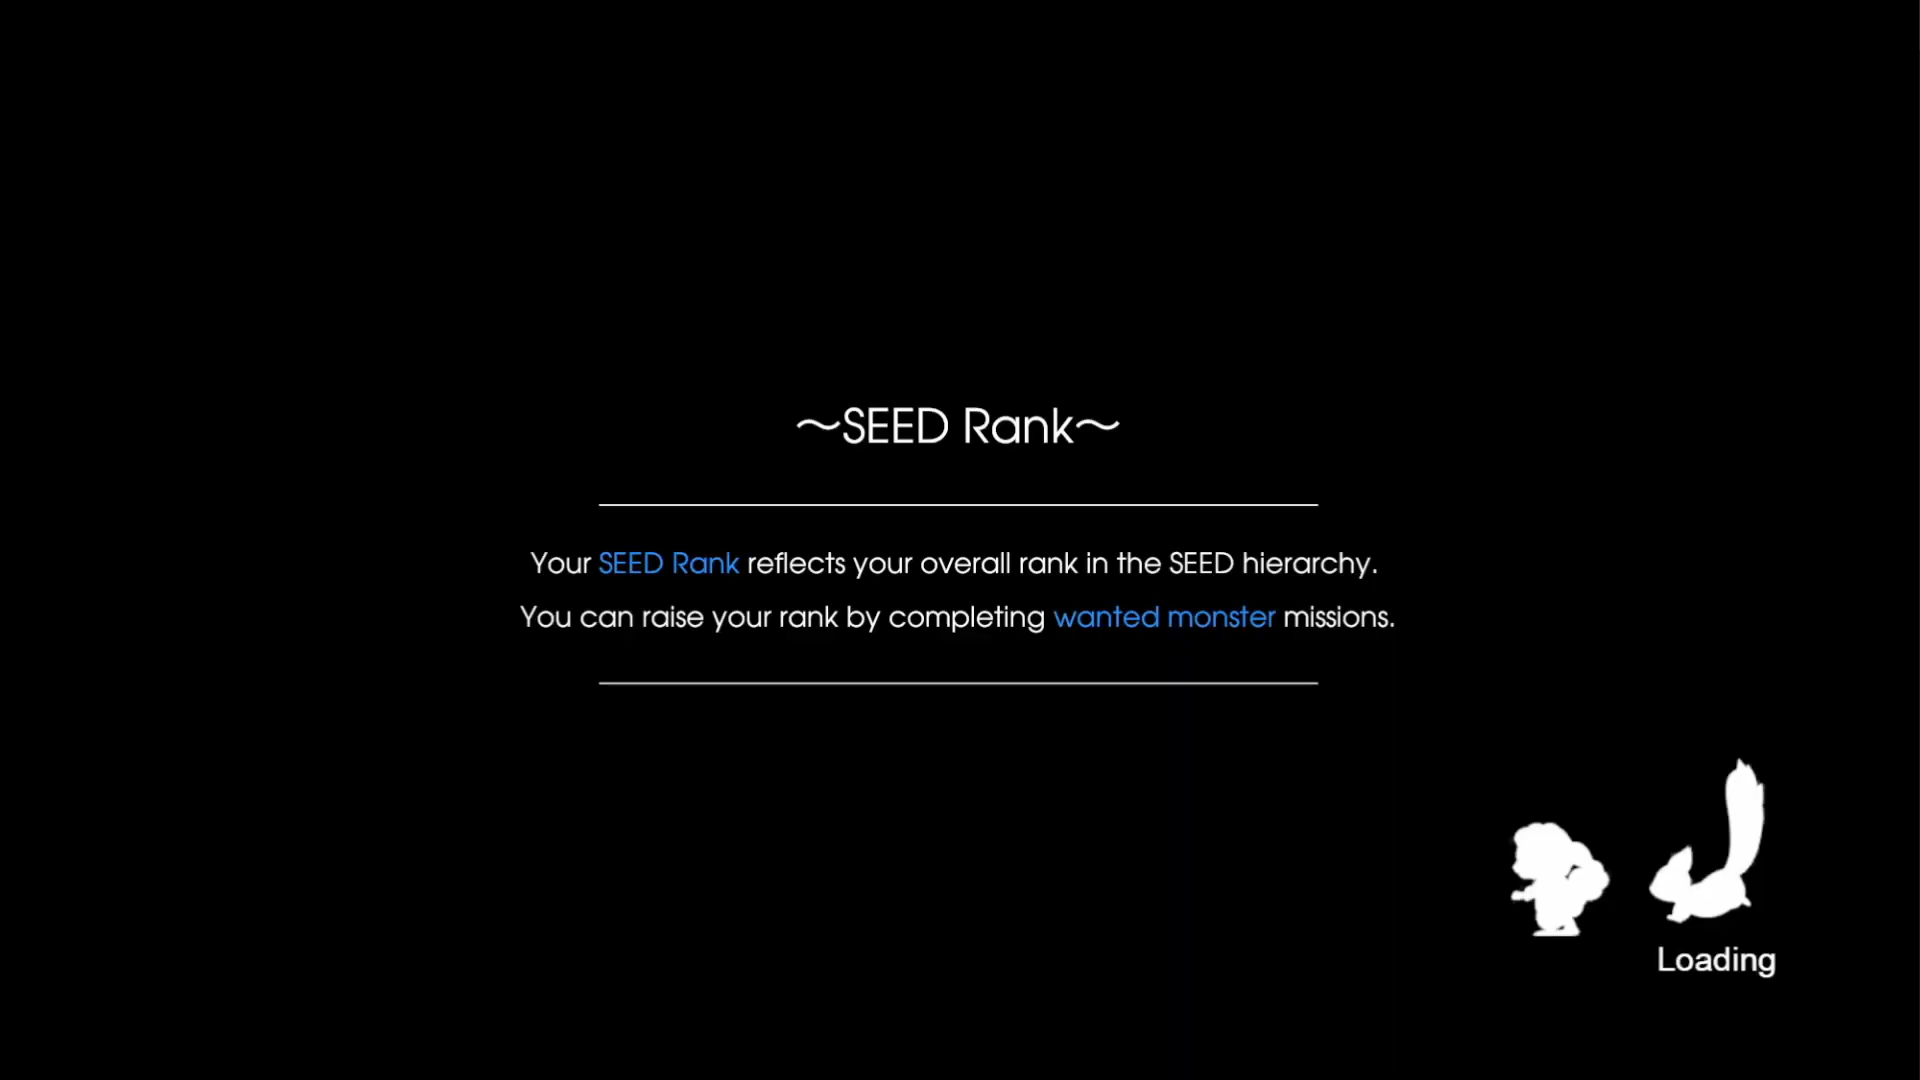 ～SEED Rank～
Your SEED Rank reflects your overall rank in the SEED hierarchy.
You can raise your rank by completing wanted monster missions.
Loading